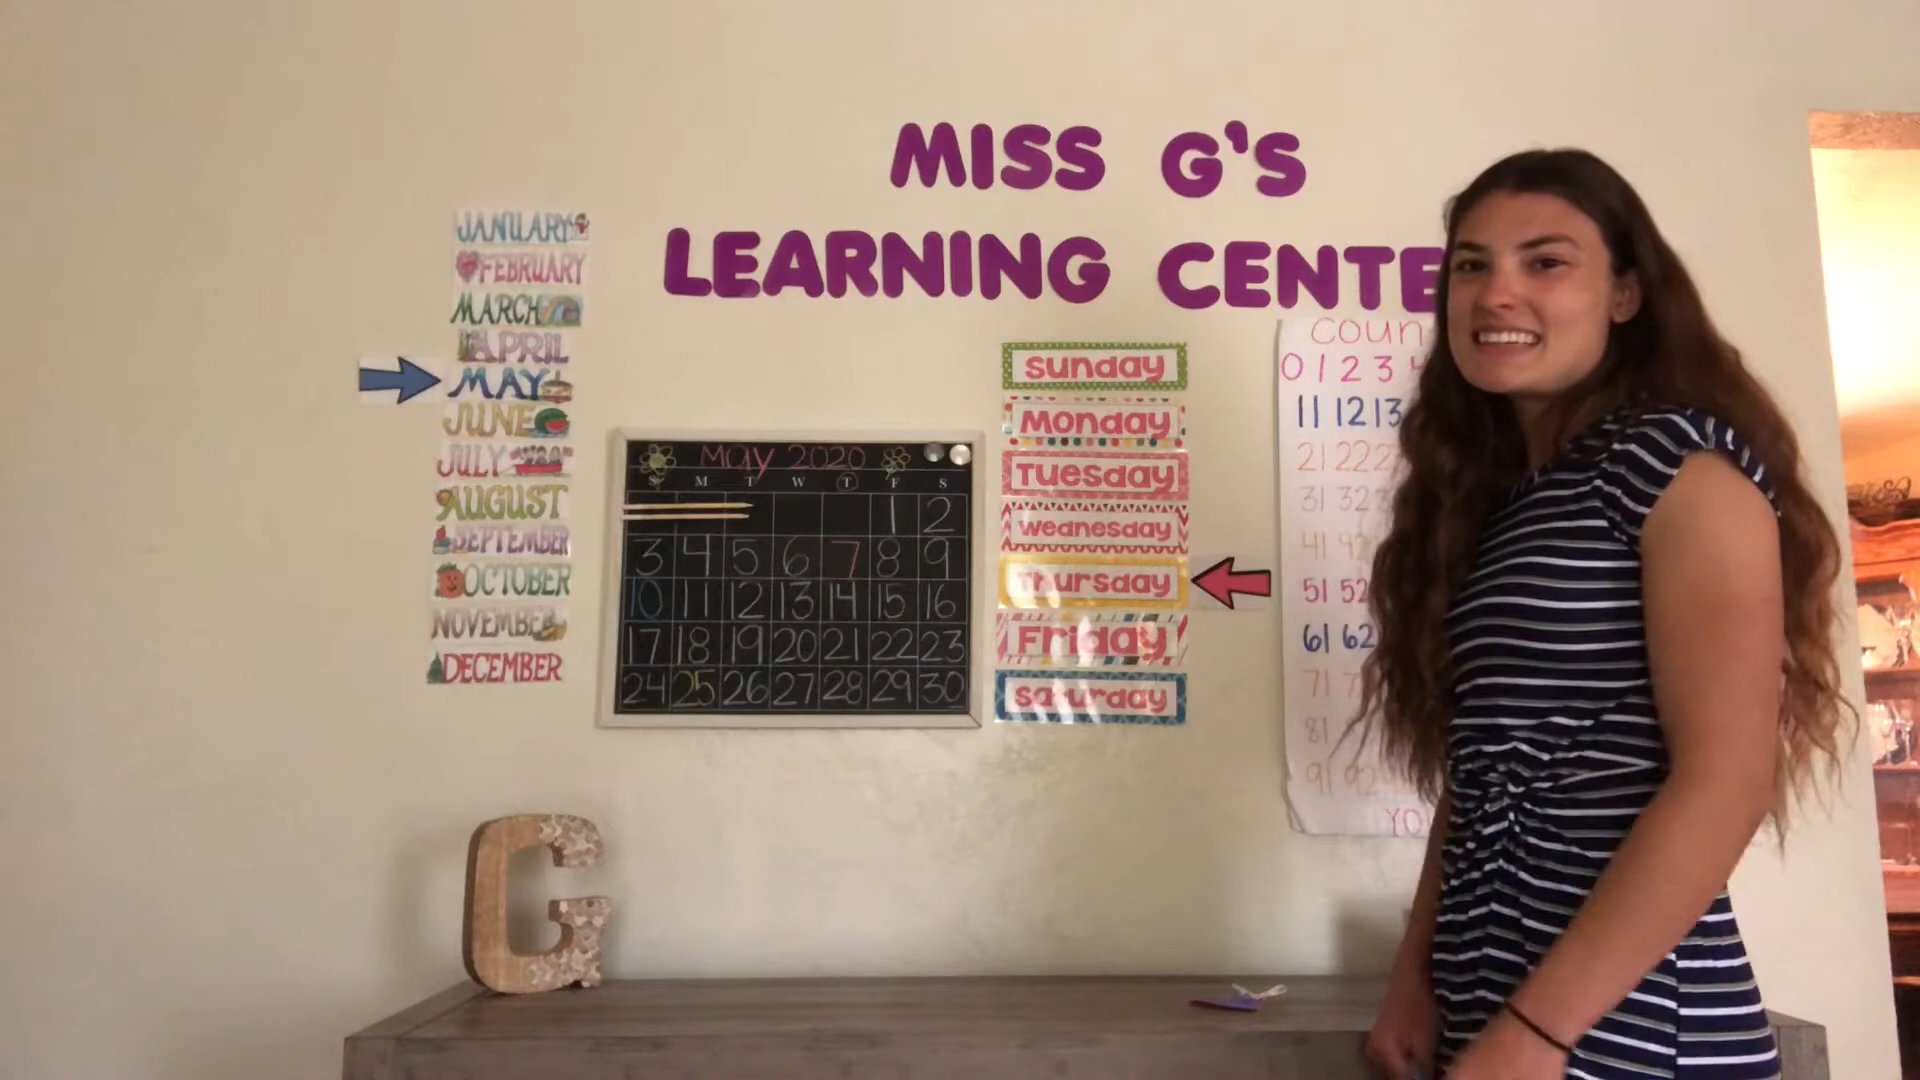 MISS G'S
LEARNING CENTE
JANUARY
FEBRUARY
MARCH
APRIL
MAY
JUNE
JULY
AUGUST
SEPTEMBER
OCTOBER
NOVEMBER
DECEMBER
May 2020
S M T W T F S
1 2
3 4 5 6 7 8 9
10 11 12 13 14 15 16
17 18 19 20 21 22 23
24 25 26 27 28 29 30
sunday
Monday
Tuesday
wednesday
Thursday
Friday
saturday
coun
0 1 2 3
11 12 13
21 22 2
31 32 3
41 42
51 52
61 62
71 7
81
91 92
YO
G